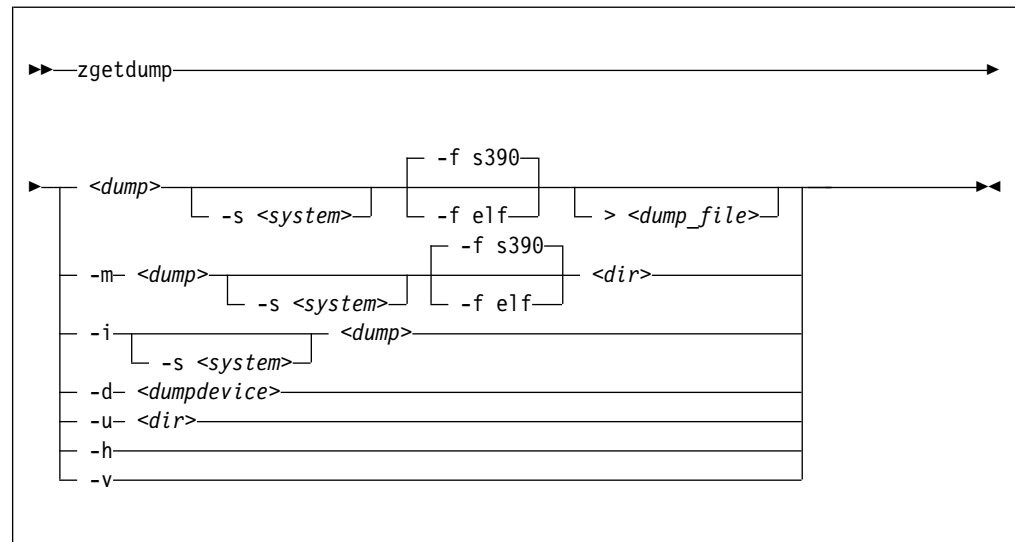 zgetdump
-f s390
<dump>
-s <system>
-f elf
> <dump_file>
-f s390
-m <dump>
<dir>
-s <system>
-f elf
-i
<dump>
-s <system>
-d <dumpdevice>
-u <dir>
-h
-v